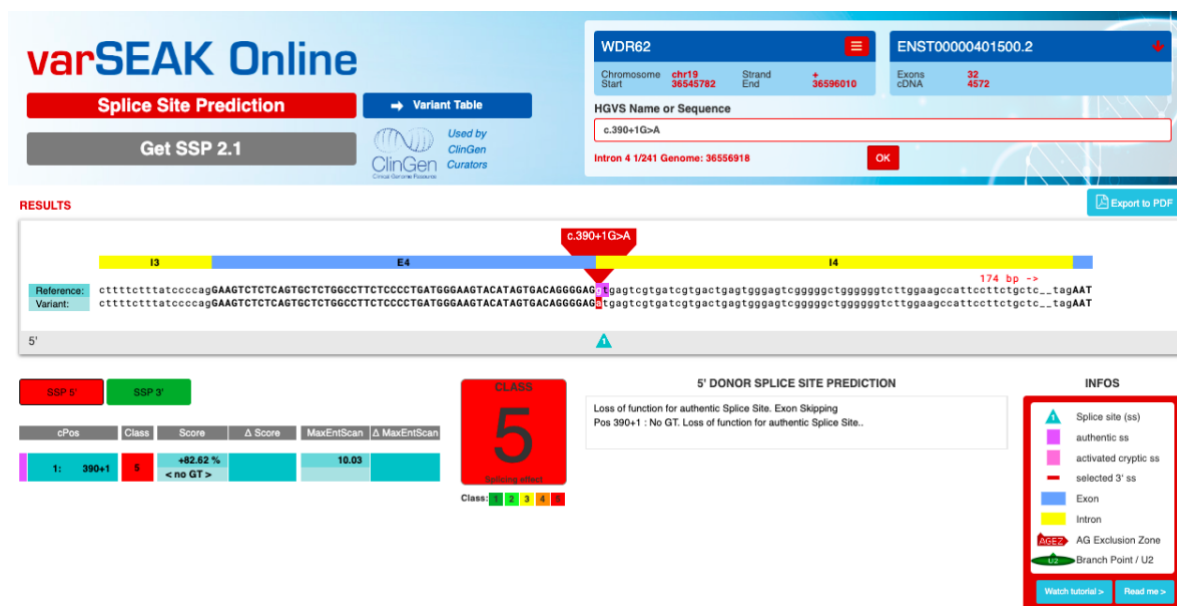 varSEAK Online
Splice Site Prediction
➔ Variant Table
Get SSP 2.1
ClinGen
Clinical Genome Resource
Used by
ClinGen
Curators
WDR62
Chromosome chr19 Strand +
Start 36545782 End 36596010
ENST00000401500.2
Exons 32
cDNA 4572
HGVS Name or Sequence
c.390+1G>A
Intron 4 1/241 Genome: 36556918
OK
RESULTS
Export to PDF
c.390+1G>A
I3 E4 I4
174 bp ->
Reference: cttttctttatccccagGAAGTCTCTCAGTGCTCTGGCCTTCTCCCCTGATGGGAAGTACATAGTGACAGGGGAGgtgagtcgtgatcgtgactgagtgggagtcgggggctggggggtcttggaagccattccttctgctc__tagAAT
Variant: cttttctttatccccagGAAGTCTCTCAGTGCTCTGGCCTTCTCCCCTGATGGGAAGTACATAGTGACAGGGGAGatgagtcgtgatcgtgactgagtgggagtcgggggctggggggtcttggaagccattccttctgctc__tagAAT
5'
1
SSP 5'
SSP 3'
cPos Class Score Δ Score MaxEntScan Δ MaxEntScan
1: 390+1 5 +82.62 % 10.03
< no GT >
CLASS
5
Splicing effect
Class: 1 2 3 4 5
5' DONOR SPLICE SITE PREDICTION
Loss of function for authentic Splice Site. Exon Skipping
Pos 390+1 : No GT. Loss of function for authentic Splice Site..
INFOS
1 Splice site (ss)
authentic ss
activated cryptic ss
selected 3' ss
Exon
Intron
AGEZ AG Exclusion Zone
U2 Branch Point / U2
Watch tutorial >
Read me >